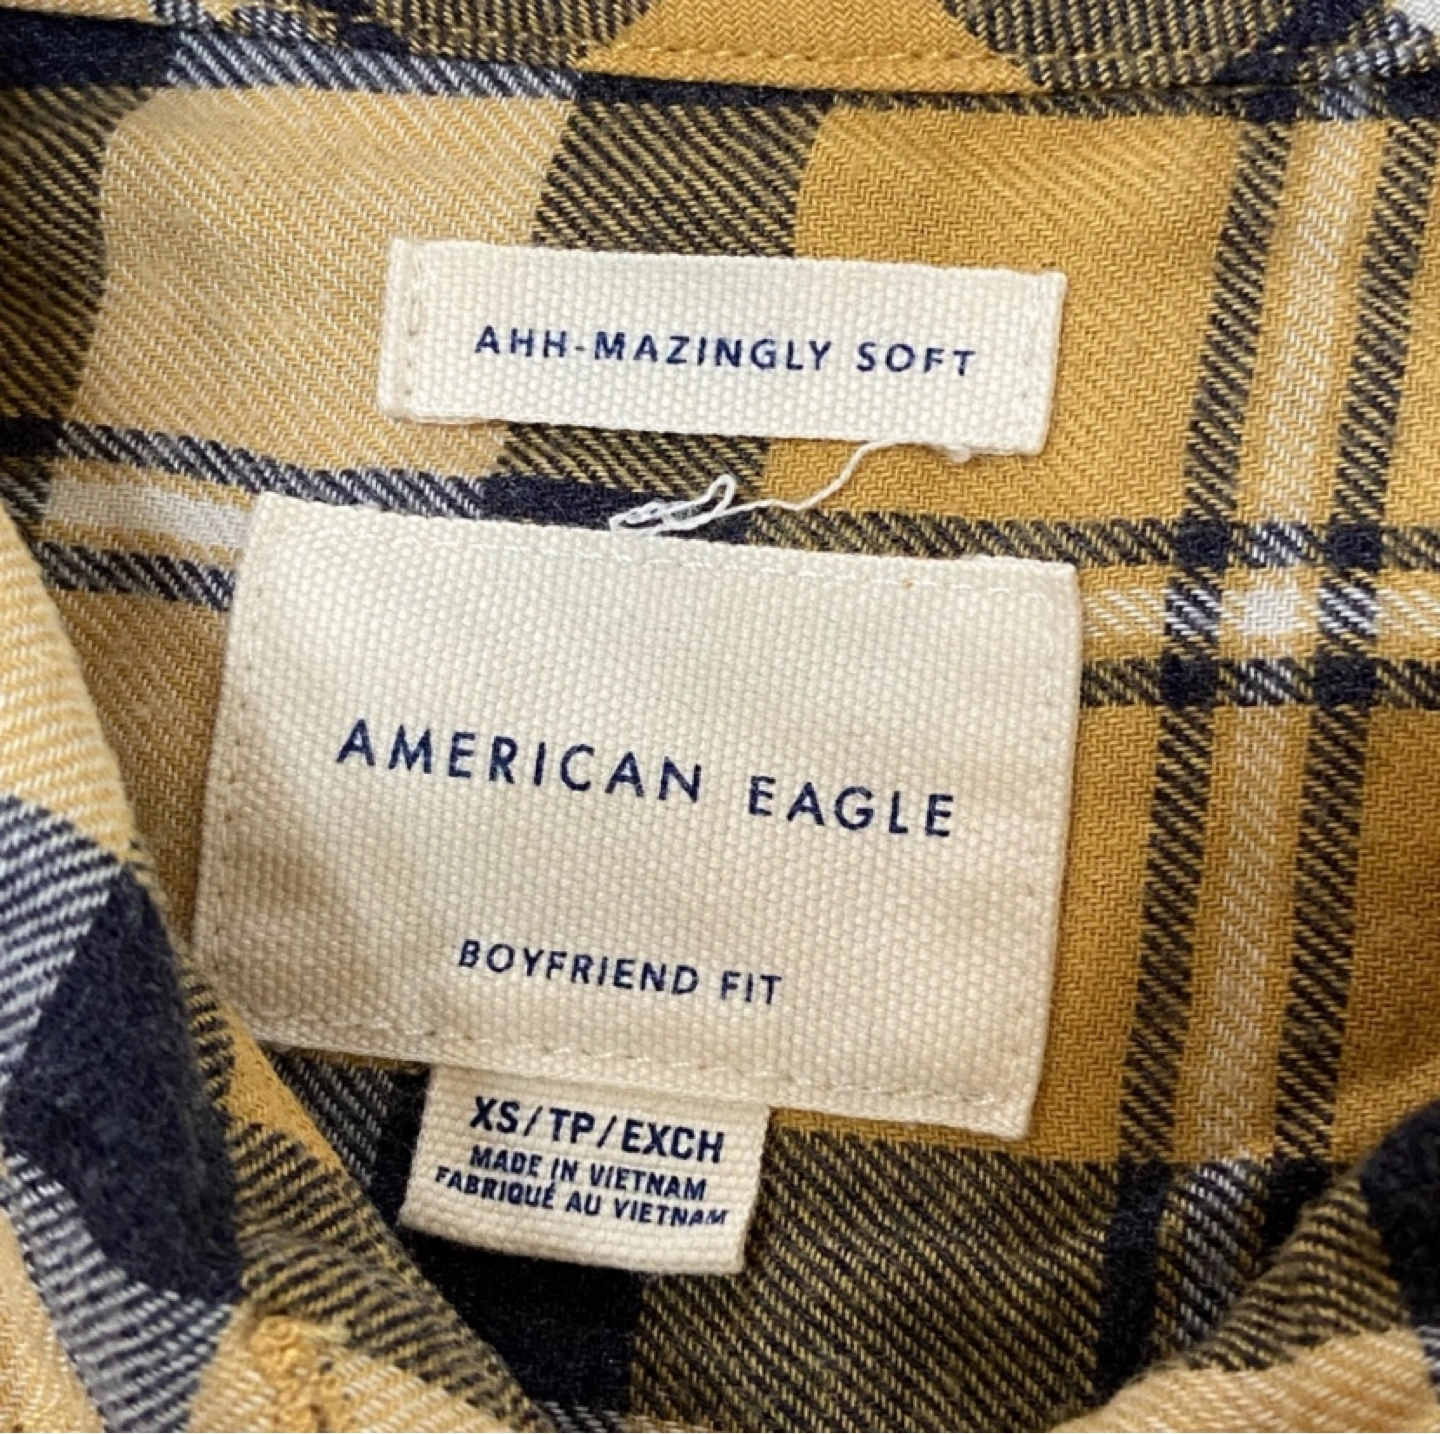 AHH-MAZINGLY SOFT
AMERICAN EAGLE
BOYFRIEND FIT
XS/TP/EXCH
MADE IN VIETNAM
FABRIQUÉ AU VIETNAM